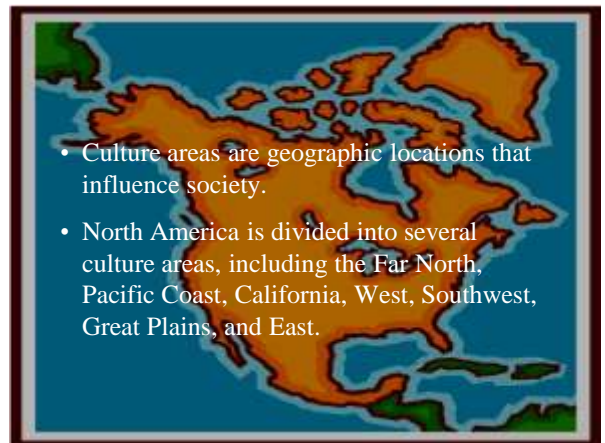 • Culture areas are geographic locations that
influence society.
• North America is divided into several
culture areas, including the Far North,
Pacific Coast, California, West, Southwest,
Great Plains, and East.